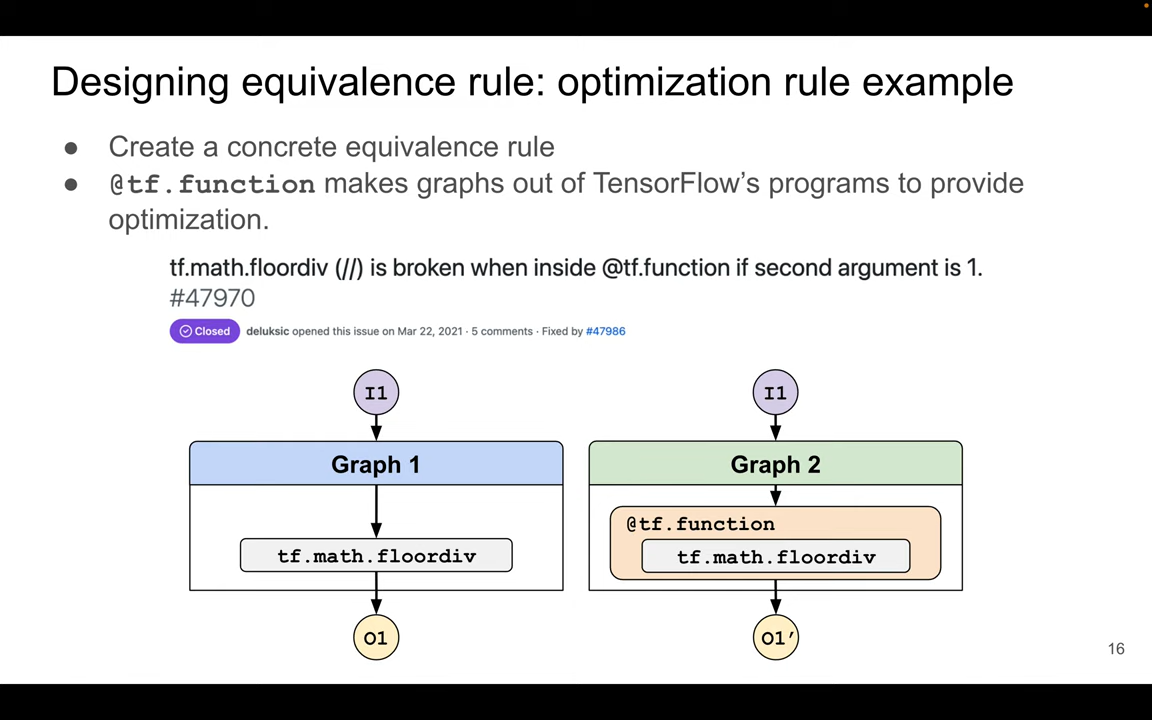 Designing equivalence rule: optimization rule example
● Create a concrete equivalence rule
● @tf.function makes graphs out of TensorFlow’s programs to provide
optimization.
tf.math.floordiv (//) is broken when inside @tf.function if second argument is 1.
#47970
Closed deluksic opened this issue on Mar 22, 2021 · 5 comments · Fixed by #47986
I1
Graph 1
tf.math.floordiv
O1
I1
Graph 2
@tf.function
tf.math.floordiv
O1′
16